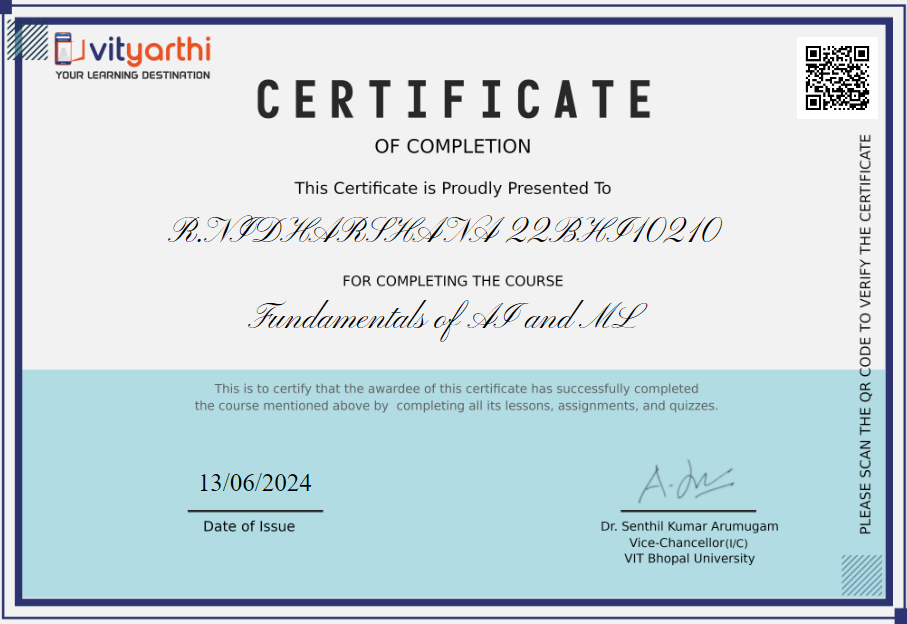 vityarthi
YOUR LEARNING DESTINATION
CERTIFICATE
OF COMPLETION
This Certificate is Proudly Presented To
R.NIDHARSHANA 22BHI10210
FOR COMPLETING THE COURSE
Fundamentals of AI and ML
This is to certify that the awardee of this certificate has successfully completed
the course mentioned above by completing all its lessons, assignments, and quizzes.
13/06/2024
Date of Issue
Dr. Senthil Kumar Arumugam
Vice-Chancellor(I/C)
VIT Bhopal University
PLEASE SCAN THE QR CODE TO VERIFY THE CERTIFICATE